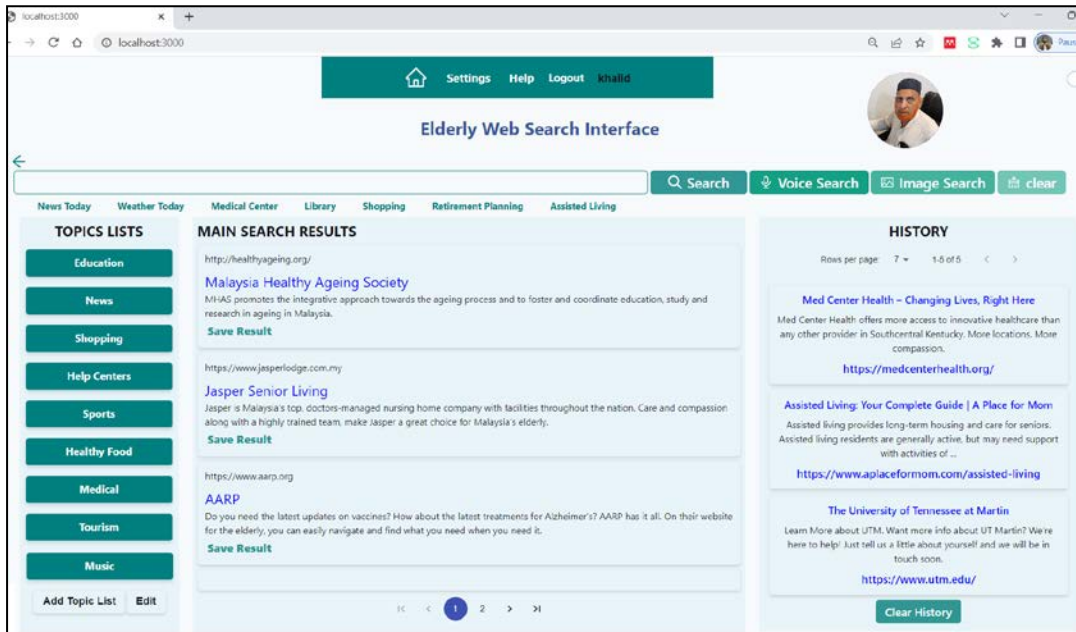 localhost:3000
localhost:3000
Paus
Settings Help Logout khalid
Elderly Web Search Interface
Search Voice Search Image Search clear
News Today Weather Today Medical Center Library Shopping Retirement Planning Assisted Living
TOPICS LISTS
Education
News
Shopping
Help Centers
Sports
Healthy Food
Medical
Tourism
Music
Add Topic List Edit
MAIN SEARCH RESULTS
http://healthyageing.org/
Malaysia Healthy Ageing Society
MHAS promotes the integrative approach towards the ageing process and to foster and coordinate education, study and
research in ageing in Malaysia.
Save Result
https://www.jasperlodge.com.my
Jasper Senior Living
Jasper is Malaysia's top, doctors-managed nursing home company with facilities throughout the nation. Care and compassion
along with a highly trained team, make Jasper a great choice for Malaysia's elderly.
Save Result
https://www.aarp.org
AARP
Do you need the latest updates on vaccines? How about the latest treatments for Alzheimer's? AARP has it all. On their website
for the elderly, you can easily navigate and find what you need when you need it.
Save Result
1 2
HISTORY
Rows per page: 7 1-5 of 5
Med Center Health – Changing Lives, Right Here
Med Center Health offers more access to innovative healthcare than
any other provider in Southcentral Kentucky. More locations. More
compassion.
https://medcenterhealth.org/
Assisted Living: Your Complete Guide | A Place for Mom
Assisted living provides long-term housing and care for seniors.
Assisted living residents are generally active, but may need support
with activities of ...
https://www.aplaceformom.com/assisted-living
The University of Tennessee at Martin
Learn More about UTM. Want more info about UT Martin? We're
here to help! Just tell us a little about yourself and we will be in
touch soon.
https://www.utm.edu/
Clear History